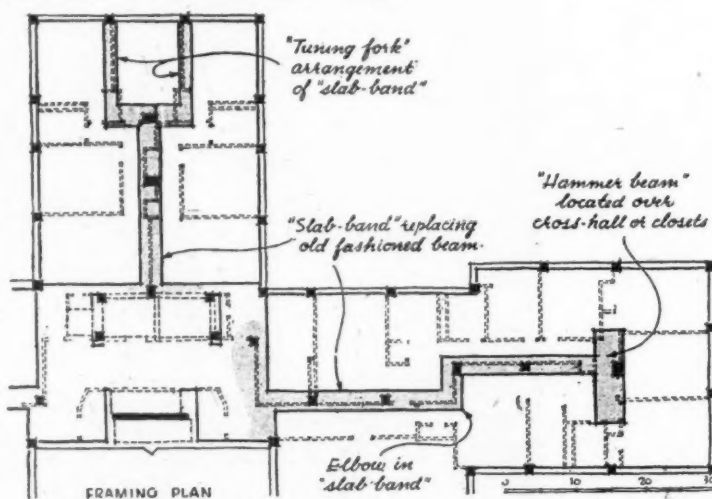 "Tuning fork"
arrangement
of "slab-band"
"Hammer beam"
located over
cross-hall or closets
"Slab-band" replacing
old fashioned beam.
Elbow in
"slab-band"
FRAMING PLAN
0 10 20 30